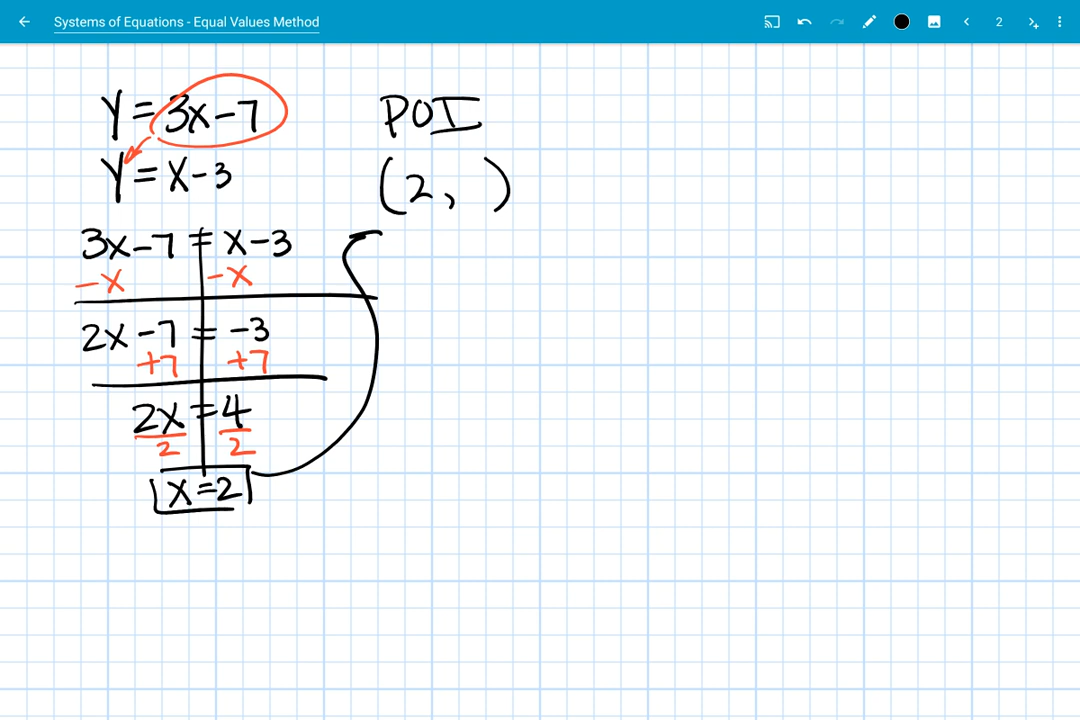 Systems of Equations - Equal Values Method
2
y = 3x - 7
y = x - 3
3x - 7 = x - 3
- x - x
2x - 7 = -3
+7 +7
2x = 4
2 2
x = 2
POI
(2, )